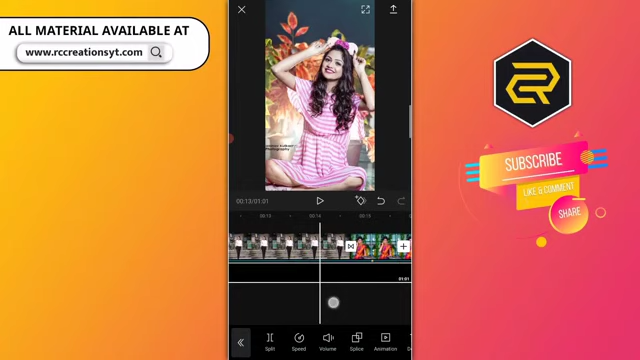 ALL MATERIAL AVAILABLE AT
www.rccreationsyt.com
SUBSCRIBE
LIKE & COMMENT
SHARE
Photography
00:13/01:01
00:13
00:14
00:15
01:01
Split
Speed
Volume
Splice
Animation